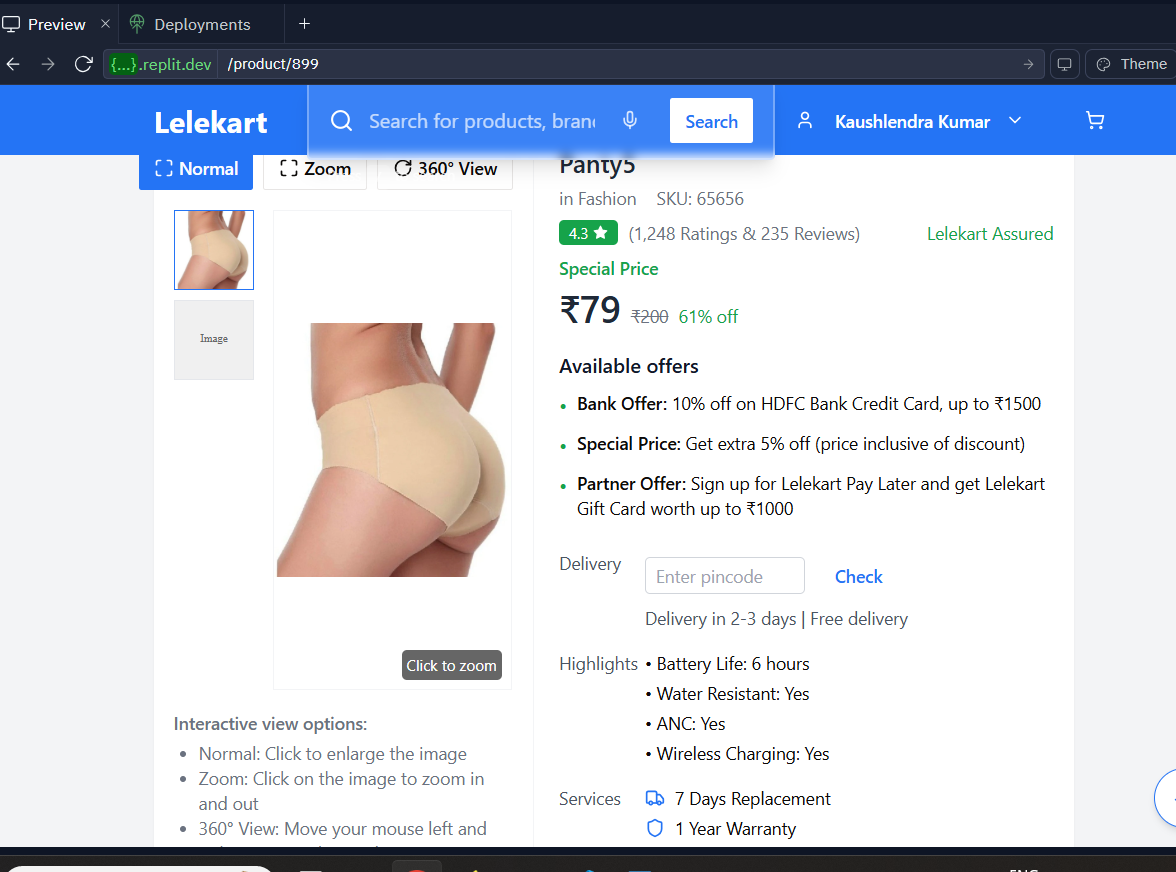 Preview
Deployments
{...}.replit.dev /product/899
Theme
Lelekart
Search for products, bran
Search
Kaushlendra Kumar
Normal
Zoom
360° View
Panty5
in Fashion SKU: 65656
4.3 ★ (1,248 Ratings & 235 Reviews) Lelekart Assured
Special Price
₹79 ₹200 61% off
Available offers
• Bank Offer: 10% off on HDFC Bank Credit Card, up to ₹1500
• Special Price: Get extra 5% off (price inclusive of discount)
• Partner Offer: Sign up for Lelekart Pay Later and get Lelekart
Gift Card worth up to ₹1000
Delivery
Enter pincode
Check
Delivery in 2-3 days | Free delivery
Highlights
• Battery Life: 6 hours
• Water Resistant: Yes
• ANC: Yes
• Wireless Charging: Yes
Services
7 Days Replacement
1 Year Warranty
Image
Click to zoom
Interactive view options:
• Normal: Click to enlarge the image
• Zoom: Click on the image to zoom in
and out
• 360° View: Move your mouse left and